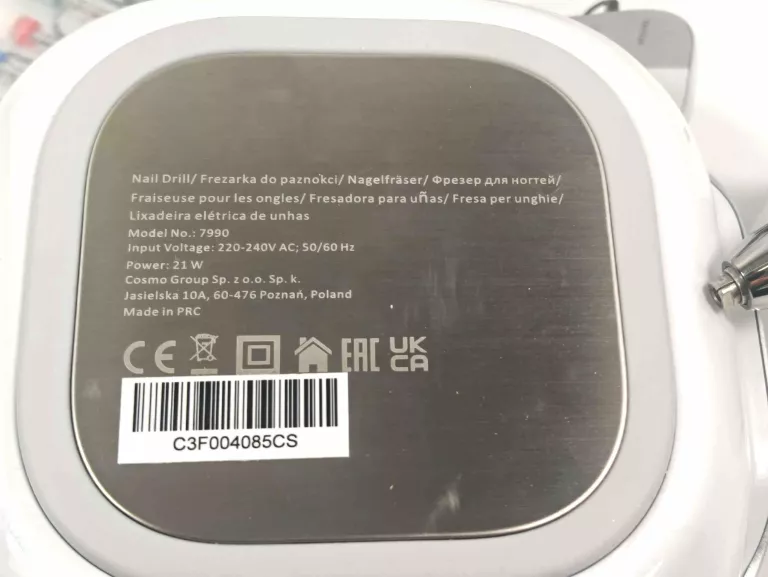 Nail Drill/ Frezarka do paznokci/ Nagelfräser/ Фрезер для ногтей/
Fraiseuse pour les ongles/ Fresadora para uñas/ Fresa per unghie/
Lixadeira elétrica de unhas
Model No.: 7990
Input Voltage: 220-240V AC; 50/60 Hz
Power: 21 W
Cosmo Group Sp. z o.o. Sp. k.
Jasielska 10A, 60-476 Poznań, Poland
Made in PRC
CE EAC UK
CA
C3F004085CS